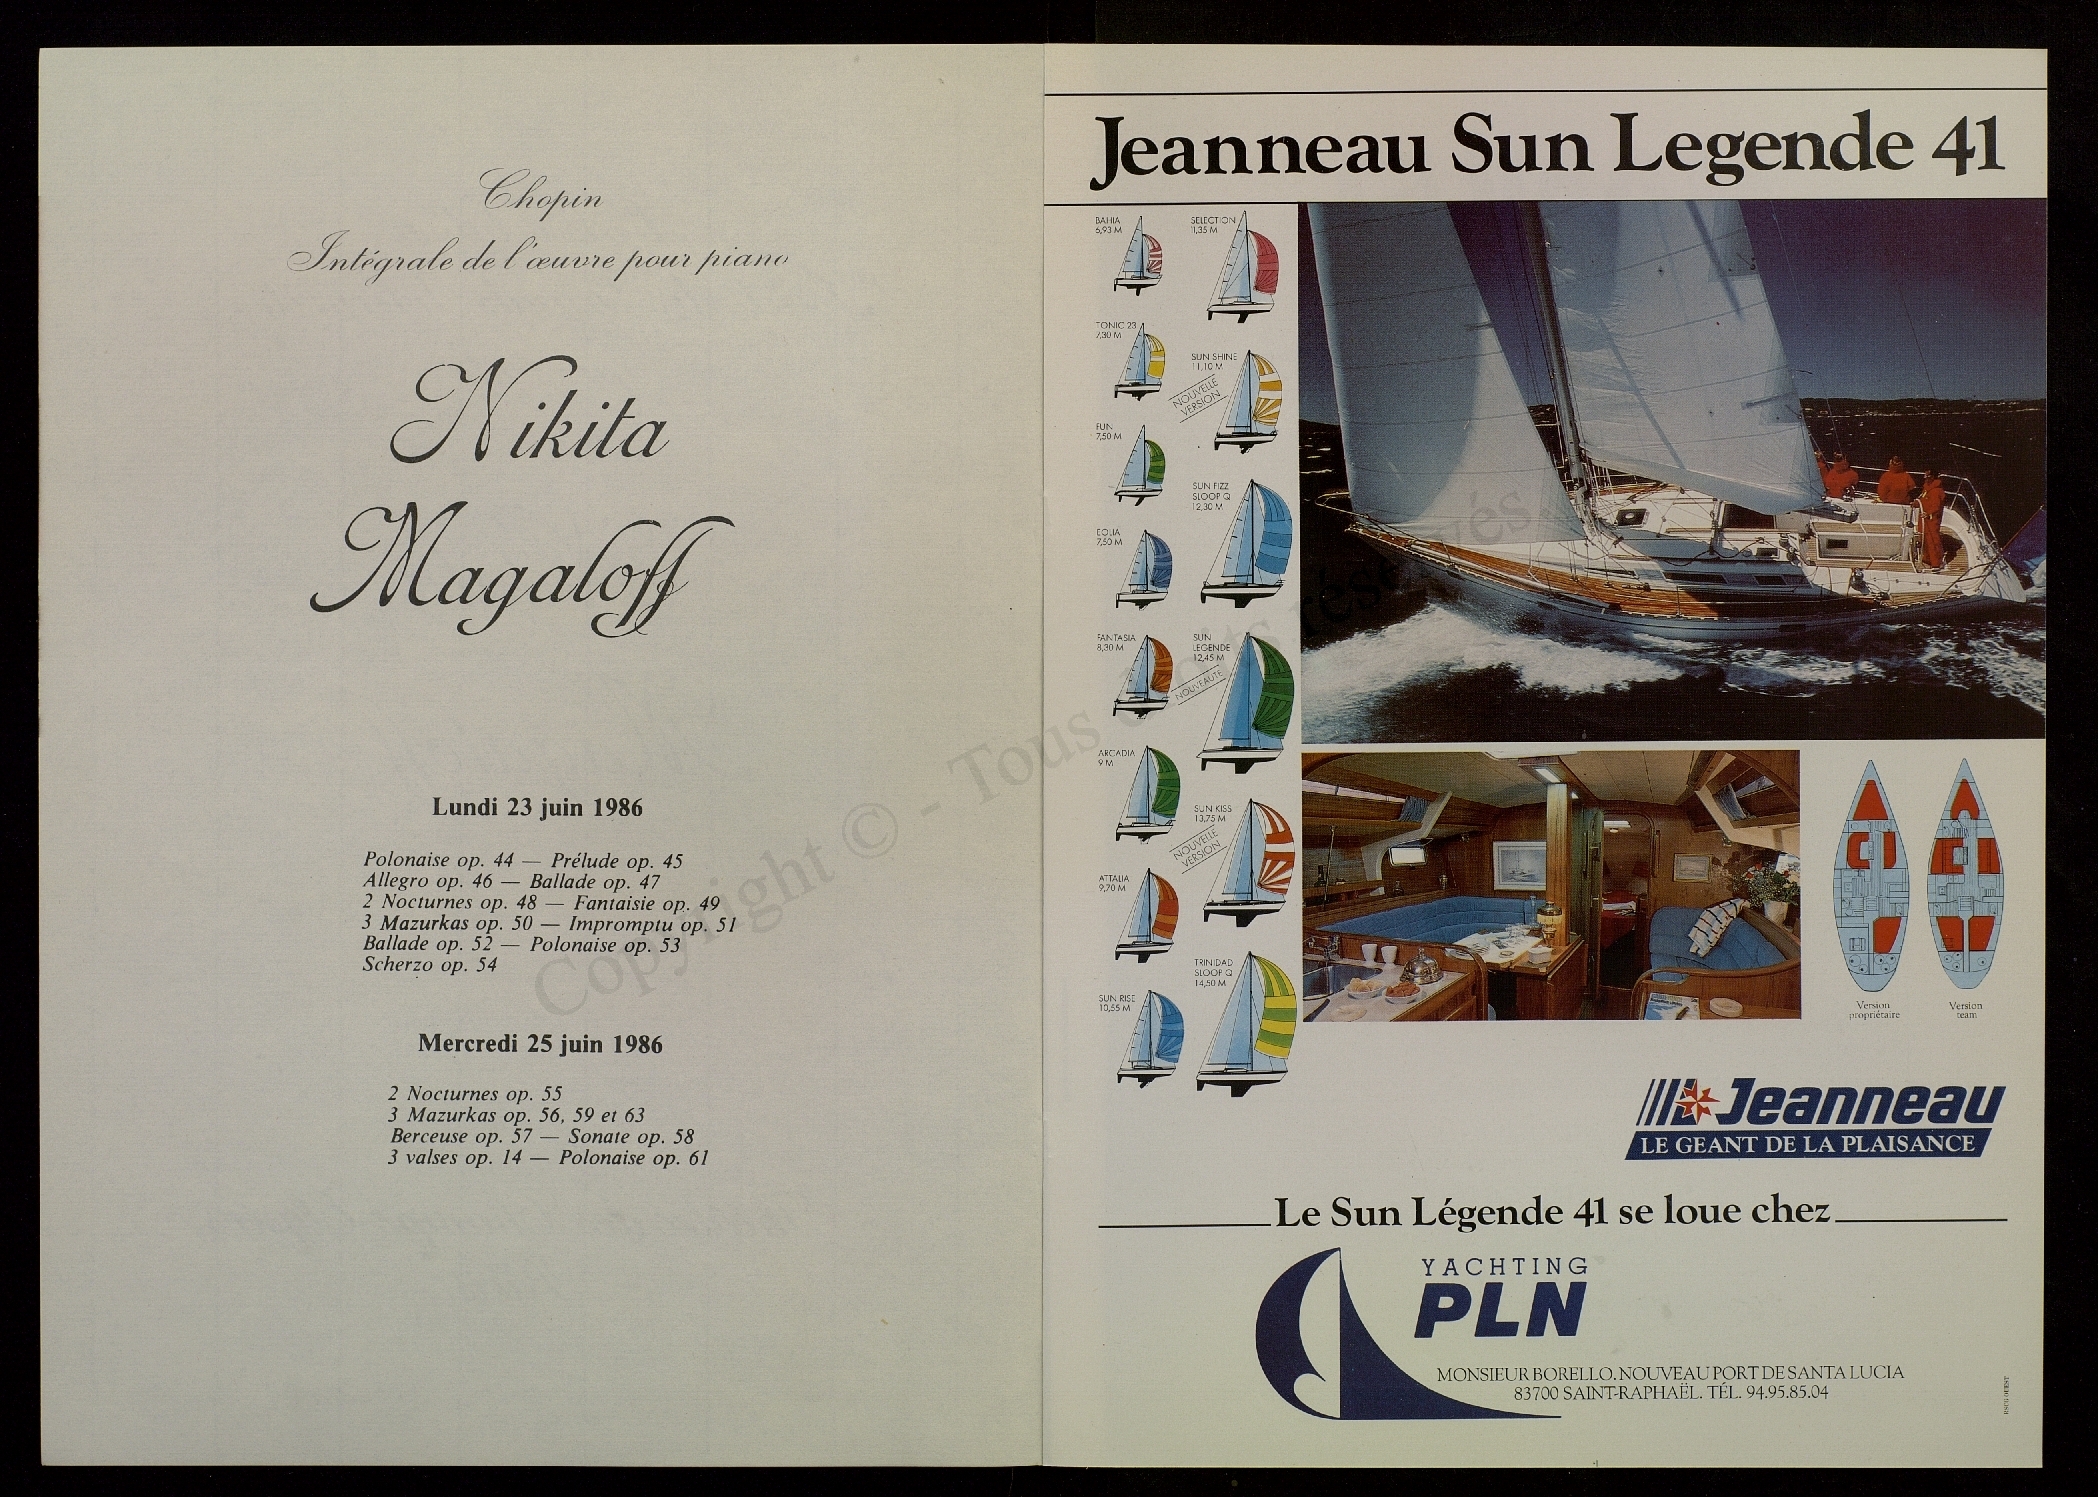 Chopin
Intégrale de l'œuvre pour piano
Nikita
Magaloff
Lundi 23 juin 1986
Polonaise op. 44 — Prélude op. 45
Allegro op. 46 — Ballade op. 47
2 Nocturnes op. 48 — Fantaisie op. 49
3 Mazurkas op. 50 — Impromptu op. 51
Ballade op. 52 — Polonaise op. 53
Scherzo op. 54
Mercredi 25 juin 1986
2 Nocturnes op. 55
3 Mazurkas op. 56, 59 et 63
Berceuse op. 57 — Sonate op. 58
3 valses op. 14 — Polonaise op. 61
Copyright © - Tous droits réservés
Jeanneau Sun Legende 41
BAHIA
6,93 M
TONIC 23
7,30 M
FUN
7,50 M
EOLIA
7,50 M
FANTASIA
8,30 M
ARCADIA
9 M
ATTALIA
9,70 M
SUN RISE
10,55 M
SELECTION
11,35 M
SUN SHINE
11,10 M
NOUVELLE
VERSION
SUN FIZZ
SLOOP Q
12,30 M
SUN
LEGENDE
12,45 M
NOUVEAUTÉ
SUN KISS
13,75 M
NOUVELLE
VERSION
TRINIDAD
SLOOP Q
14,50 M
Version
propriétaire
Version
team
Jeanneau
LE GEANT DE LA PLAISANCE
Le Sun Légende 41 se loue chez
YACHTING
PLN
MONSIEUR BORELLO. NOUVEAU PORT DE SANTA LUCIA
83700 SAINT-RAPHAËL. TÉL. 94.95.85.04